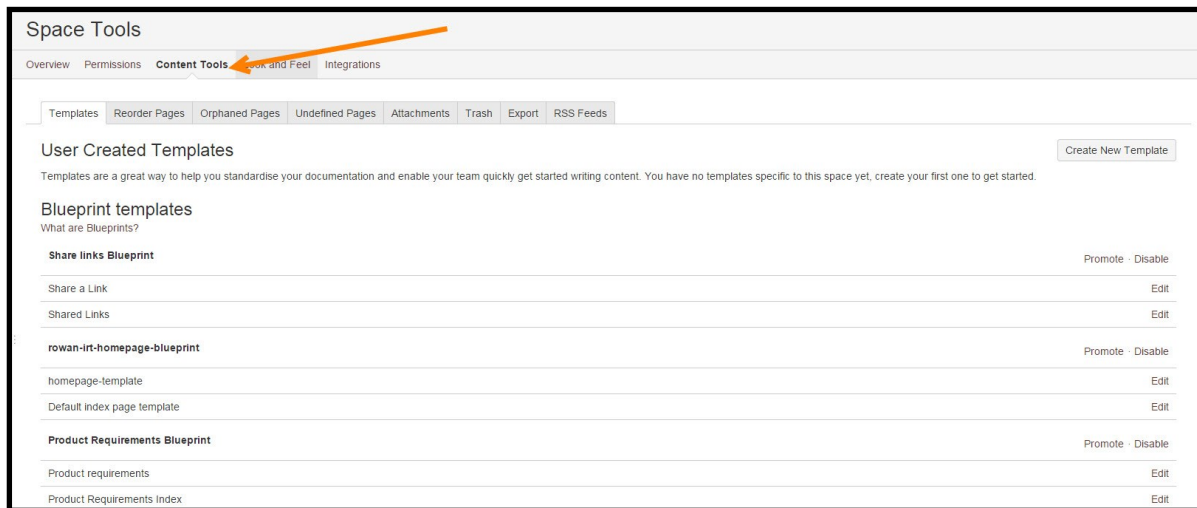 Space Tools
Overview Permissions Content Tools and Feel Integrations
Templates Reorder Pages Orphaned Pages Undefined Pages Attachments Trash Export RSS Feeds
User Created Templates Create New Template
Templates are a great way to help you standardise your documentation and enable your team quickly get started writing content. You have no templates specific to this space yet, create your first one to get started.
Blueprint templates
What are Blueprints?
Share links Blueprint Promote · Disable
Share a Link Edit
Shared Links Edit
rowan-irt-homepage-blueprint Promote · Disable
homepage-template Edit
Default index page template Edit
Product Requirements Blueprint Promote · Disable
Product requirements Edit
Product Requirements Index Edit